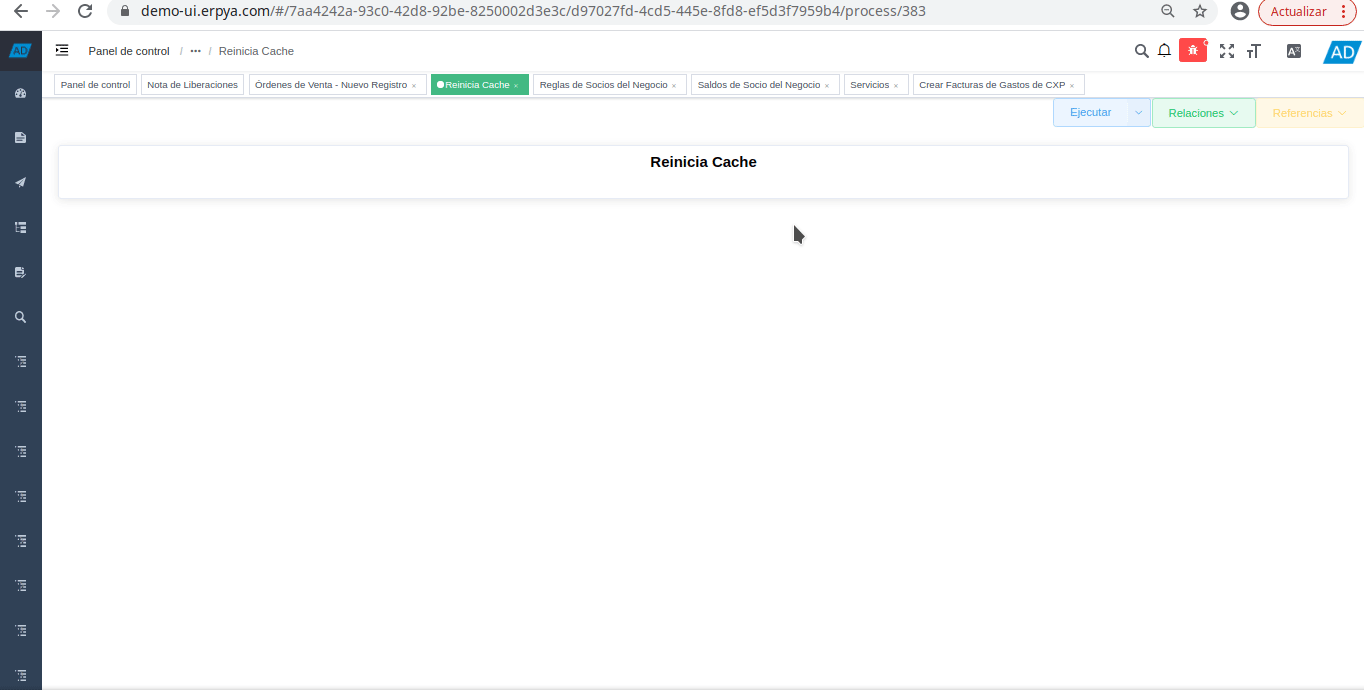 demo-ui.erpya.com/#/7aa4242a-93c0-42d8-92be-8250002d3e3c/d97027fd-4cd5-445e-8fd8-ef5d3f7959b4/process/383 Actualizar
AD Panel de control / ••• / Reinicia Cache AD
Panel de control Nota de Liberaciones Órdenes de Venta - Nuevo Registro × Reinicia Cache × Reglas de Socios del Negocio × Saldos de Socio del Negocio × Servicios × Crear Facturas de Gastos de CXP ×
Ejecutar Relaciones Referencias
Reinicia Cache